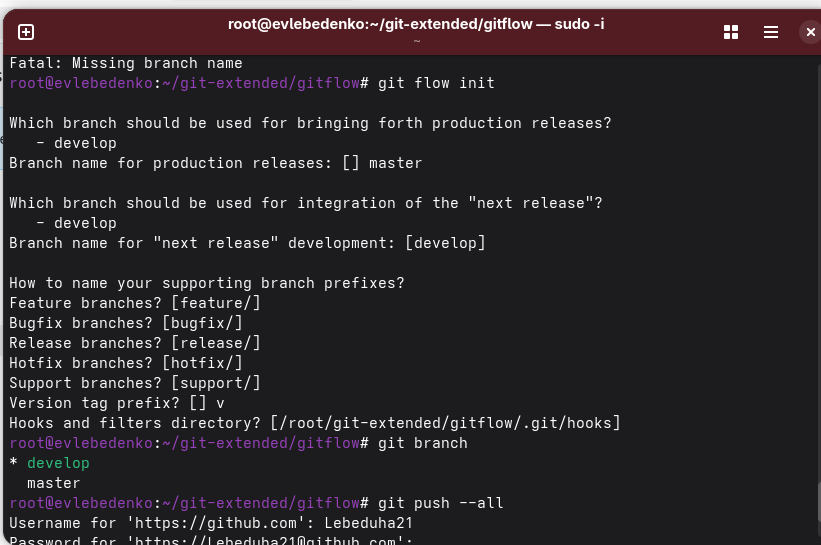 root@evlebedenko:~/git-extended/gitflow — sudo -i
~
Fatal: Missing branch name
root@evlebedenko:~/git-extended/gitflow# git flow init
Which branch should be used for bringing forth production releases?
- develop
Branch name for production releases: [] master
Which branch should be used for integration of the "next release"?
- develop
Branch name for "next release" development: [develop]
How to name your supporting branch prefixes?
Feature branches? [feature/]
Bugfix branches? [bugfix/]
Release branches? [release/]
Hotfix branches? [hotfix/]
Support branches? [support/]
Version tag prefix? [] v
Hooks and filters directory? [/root/git-extended/gitflow/.git/hooks]
root@evlebedenko:~/git-extended/gitflow# git branch
* develop
master
root@evlebedenko:~/git-extended/gitflow# git push --all
Username for 'https://github.com': Lebeduha21
Password for 'https://Lebeduha21@github.com':